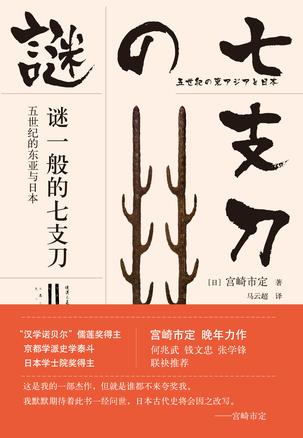 謎の七支刀
五世紀の東アジアと日本
谜一般的七支刀
五世纪的东亚与日本
［日］宫崎市定 著
马云超 译
“汉学诺贝尔”儒莲奖得主
京都学派史学泰斗
日本学士院奖得主
宫崎市定 晚年力作
何兆武 钱文忠 张学锋
联袂推荐
这是我的一部杰作，但就是谁都不来夸奖我。
我默默期待着此书一经问世，日本古代史将会因之改写。
——宫崎市定